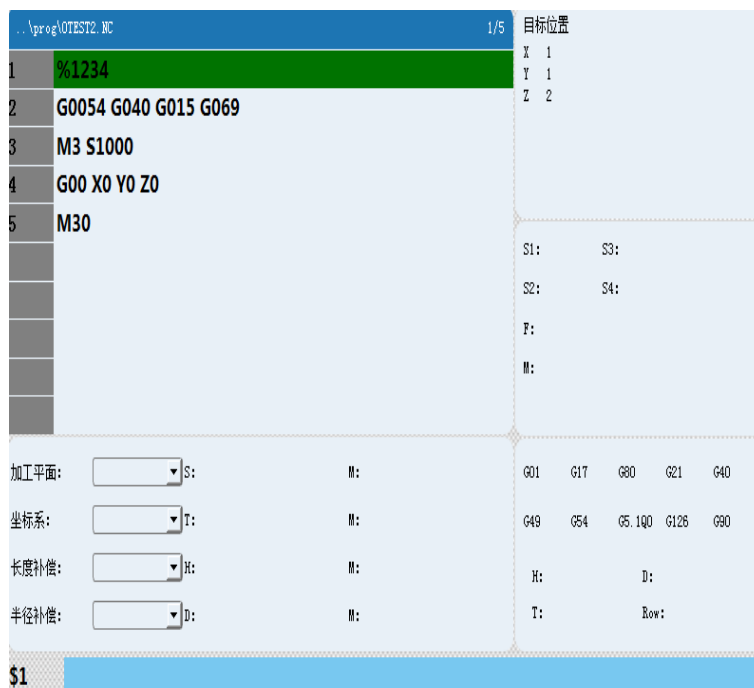 ..\prog\OTEST2.NC 1/5
1 %1234
2 G0054 G040 G015 G069
3 M3 S1000
4 G00 X0 Y0 Z0
5 M30
目标位置
X 1
Y 1
Z 2
S1: S3:
S2: S4:
F:
M:
加工平面: S: M:
坐标系: T: M:
长度补偿: H: M:
半径补偿: D: M:
G01 G17 G80 G21 G40
G49 G54 G5.1Q0 G126 G90
H: D:
T: Row:
$1